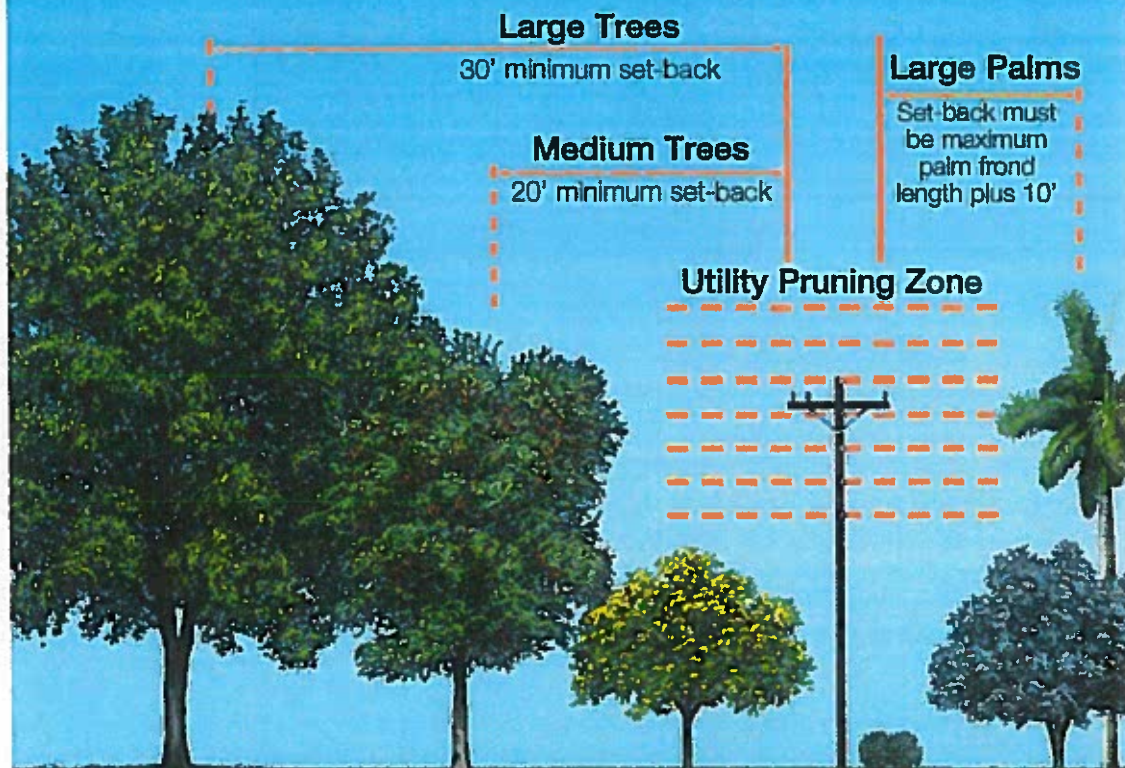 Large Trees
30' minimum set-back
Medium Trees
20' minimum set-back
Large Palms
Set-back must
be maximum
palm frond
length plus 10'
Utility Pruning Zone